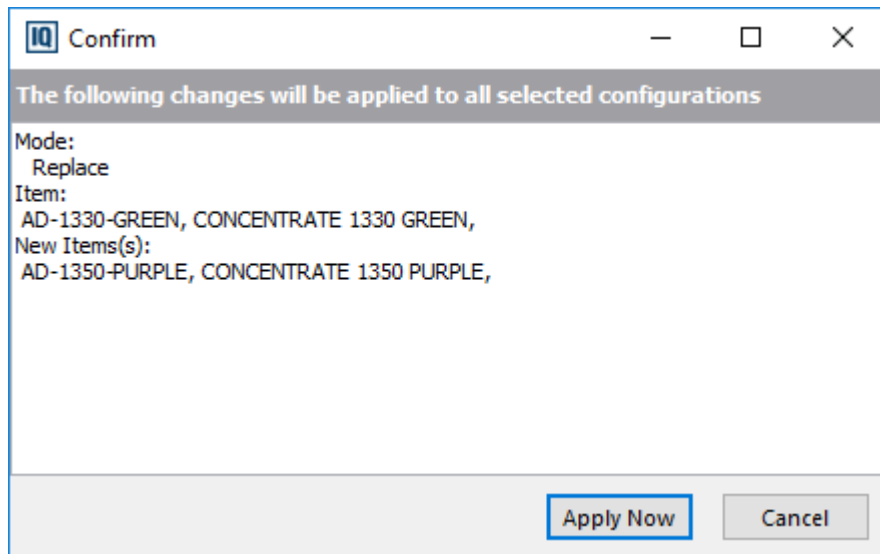 IQ Confirm
The following changes will be applied to all selected configurations
Mode:
Replace
Item:
AD-1330-GREEN, CONCENTRATE 1330 GREEN,
New Items(s):
AD-1350-PURPLE, CONCENTRATE 1350 PURPLE,
Apply Now Cancel